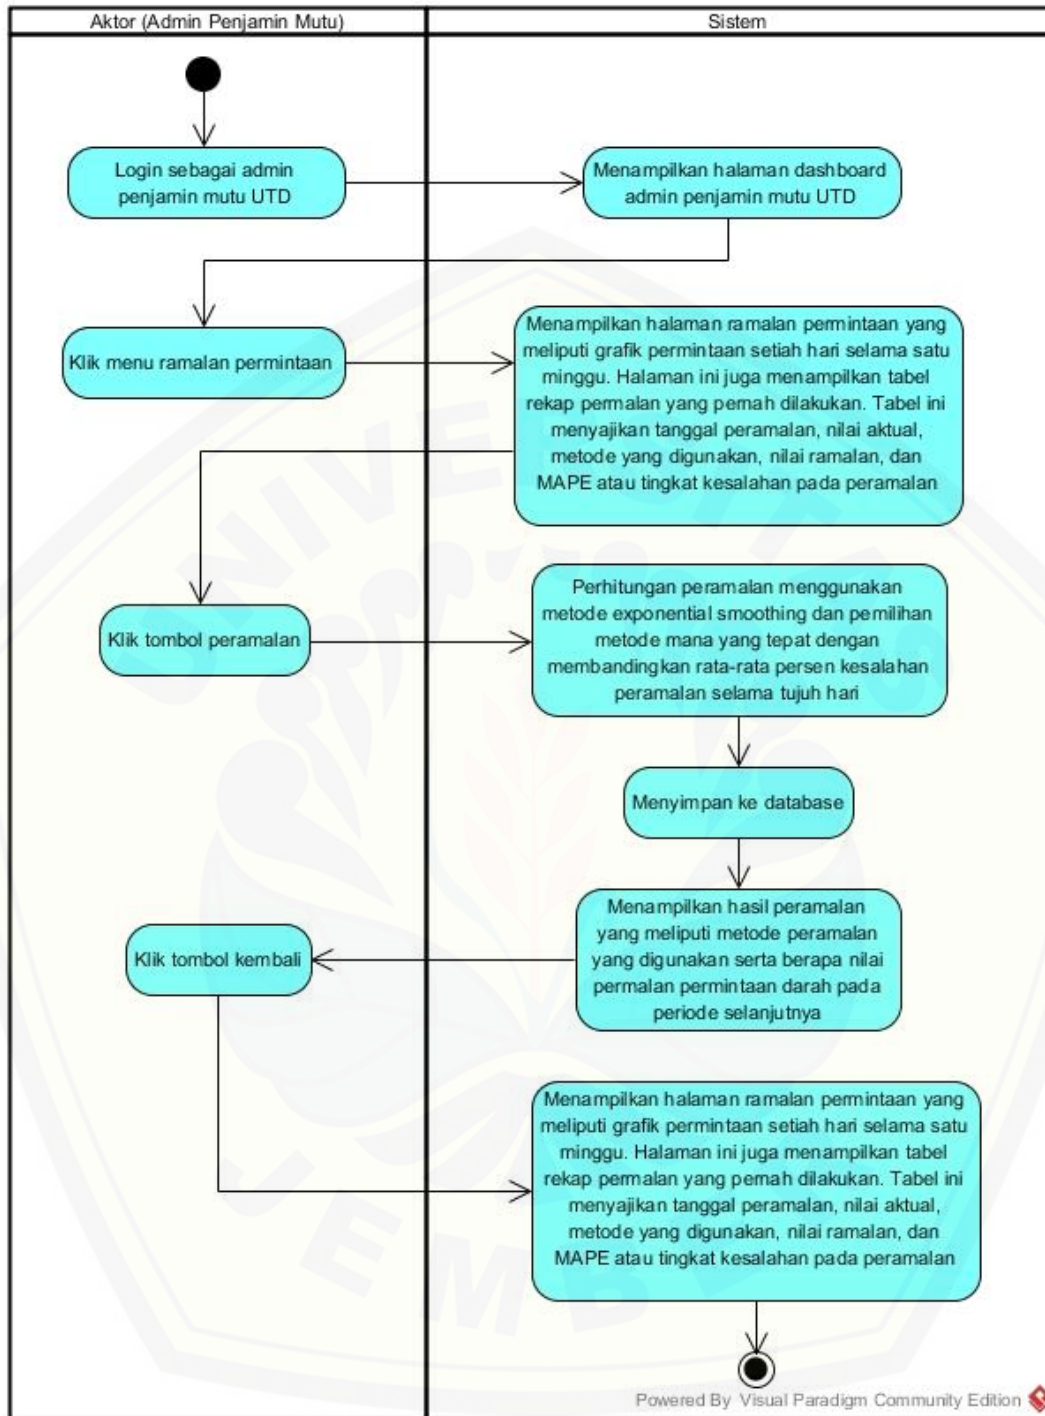 Aktor (Admin Penjamin Mutu)
Sistem
Login sebagai admin
penjamin mutu UTD
Menampilkan halaman dashboard
admin penjamin mutu UTD
Klik menu ramalan permintaan
Menampilkan halaman ramalan permintaan yang
meliputi grafik permintaan setiah hari selama satu
minggu. Halaman ini juga menampilkan tabel
rekap permalan yang pernah dilakukan. Tabel ini
menyajikan tanggal peramalan, nilai aktual,
metode yang digunakan, nilai ramalan, dan
MAPE atau tingkat kesalahan pada peramalan
Klik tombol peramalan
Perhitungan peramalan menggunakan
metode exponential smoothing dan pemilihan
metode mana yang tepat dengan
membandingkan rata-rata persen kesalahan
peramalan selama tujuh hari
Menyimpan ke database
Menampilkan hasil peramalan
yang meliputi metode peramalan
yang digunakan serta berapa nilai
permalan permintaan darah pada
periode selanjutnya
Klik tombol kembali
Menampilkan halaman ramalan permintaan yang
meliputi grafik permintaan setiah hari selama satu
minggu. Halaman ini juga menampilkan tabel
rekap permalan yang pernah dilakukan. Tabel ini
menyajikan tanggal peramalan, nilai aktual,
metode yang digunakan, nilai ramalan, dan
MAPE atau tingkat kesalahan pada peramalan
Powered By Visual Paradigm Community Edition
UNIVERSITAS
JEMBER